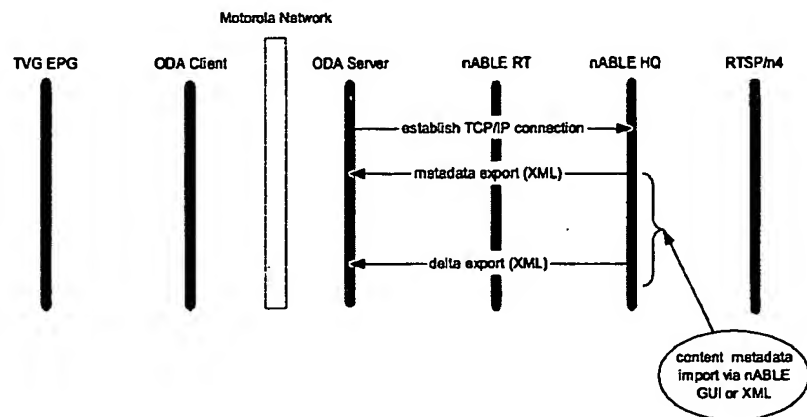 Motorola Network
TVG EPG
ODA Client
ODA Server
nABLE RT
nABLE HQ
RTSP/n4
establish TCP/IP connection
metadata export (XML)
delta export (XML)
content metadata
import via nABLE
GUI or XML